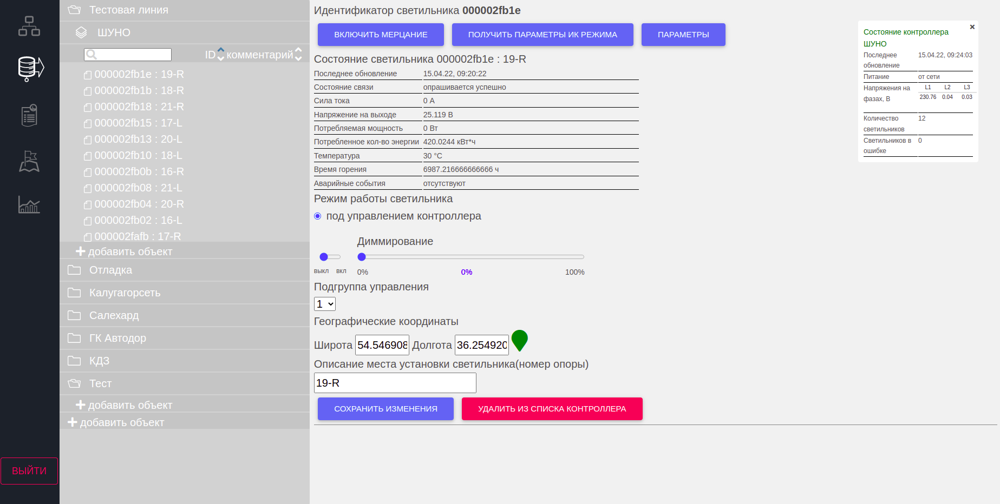 Тестовая линия
ШУНО
ID комментарий
000002fb1e : 19-R
000002fb1b : 18-R
000002fb18 : 21-R
000002fb15 : 17-L
000002fb13 : 20-L
000002fb10 : 18-L
000002fb0b : 16-R
000002fb08 : 21-L
000002fb04 : 20-R
000002fb02 : 16-L
000002fafb : 17-R
добавить объект
Отладка
Калугагорсеть
Салехард
ГК Автодор
КДЗ
Тест
добавить объект
добавить объект
ВЫЙТИ
Идентификатор светильника 000002fb1e
ВКЛЮЧИТЬ МЕРЦАНИЕ
ПОЛУЧИТЬ ПАРАМЕТРЫ ИК РЕЖИМА
ПАРАМЕТРЫ
Состояние светильника 000002fb1e : 19-R
Последнее обновление 15.04.22, 09:20:22
Состояние связи опрашивается успешно
Сила тока 0 А
Напряжение на выходе 25.119 В
Потребляемая мощность 0 Вт
Потребленное кол-во энергии 420.0244 кВт*ч
Температура 30 °C
Время горения 6987.216666666666 ч
Аварийные события отсутствуют
Режим работы светильника
под управлением контроллера
Диммирование
выкл вкл 0% 0% 100%
Подгруппа управления
1
Географические координаты
Широта 54.546908 Долгота 36.254920
Описание места установки светильника(номер опоры)
19-R
СОХРАНИТЬ ИЗМЕНЕНИЯ
УДАЛИТЬ ИЗ СПИСКА КОНТРОЛЛЕРА
Состояние контроллера
ШУНО
Последнее 15.04.22, 09:24:03
обновление
Питание от сети
Напряжения на L1 L2 L3
фазах, В 230.76 0.04 0.03
Количество 12
светильников
Светильников в 0
ошибке